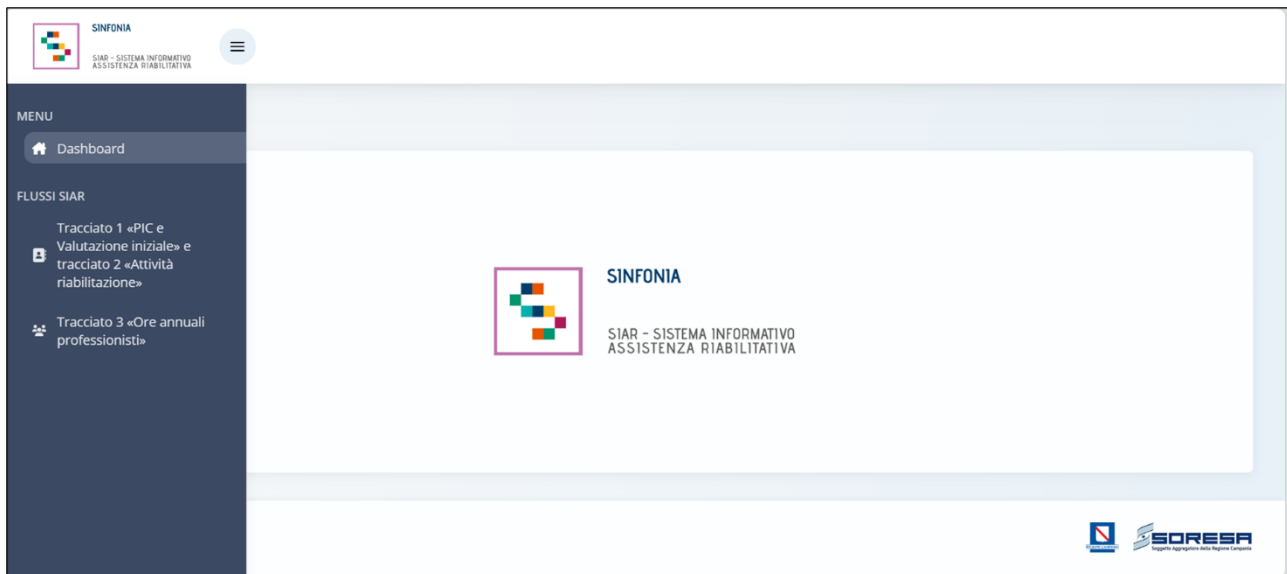 SINFONIA
SIAR - SISTEMA INFORMATIVO
ASSISTENZA RIABILITATIVA
MENU
Dashboard
FLUSSI SIAR
Tracciato 1 «PIC e
Valutazione iniziale» e
tracciato 2 «Attività
riabilitazione»
Tracciato 3 «Ore annuali
professionisti»
SINFONIA
SIAR - SISTEMA INFORMATIVO
ASSISTENZA RIABILITATIVA
SORESA
Soggetto Aggregatore della Regione Campania